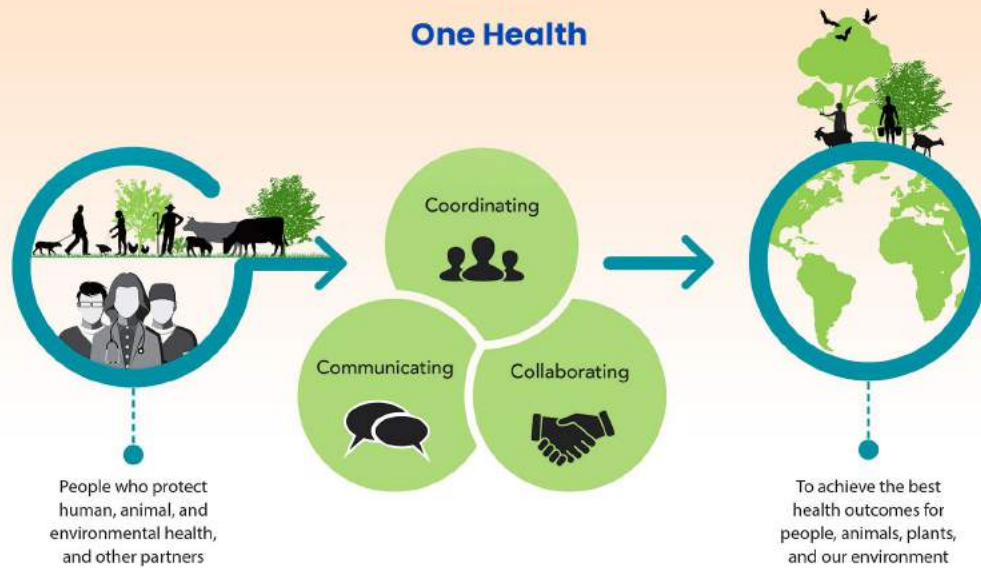 One Health
Coordinating
Communicating
Collaborating
People who protect
human, animal, and
environmental health,
and other partners
To achieve the best
health outcomes for
people, animals, plants,
and our environment